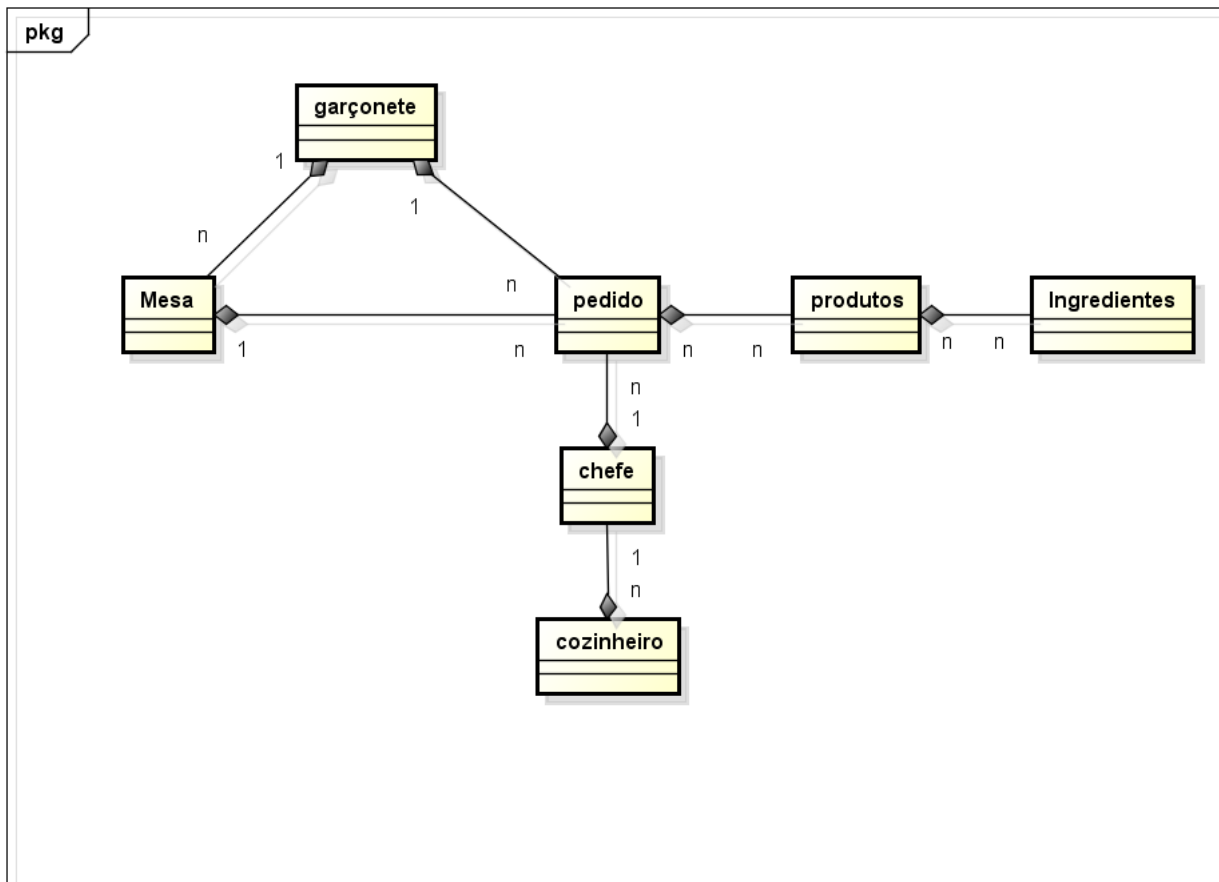 pkg
garçonete
1
1
n
n
Mesa
pedido
produtos
Ingredientes
1
n
n
n
n
n
n
1
chefe
1
n
cozinheiro